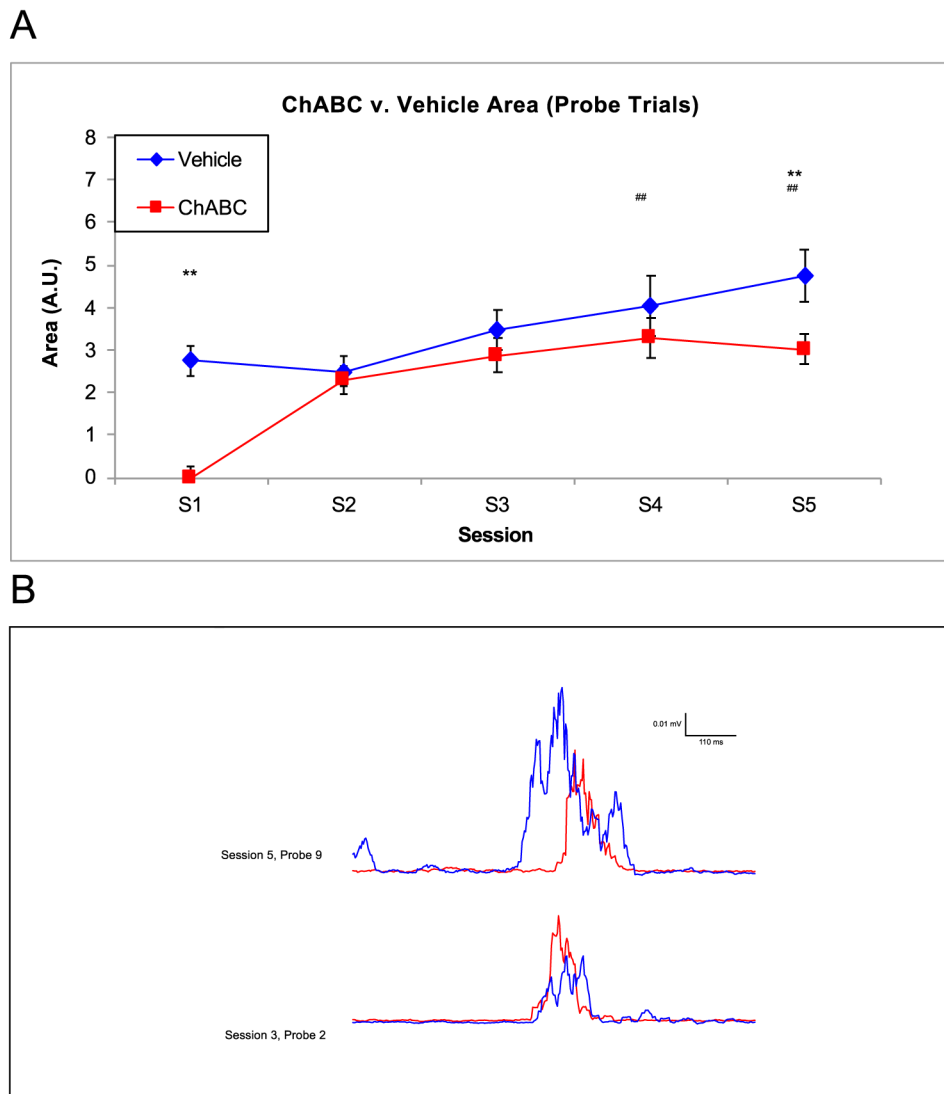 A
ChABC v. Vehicle Area (Probe Trials)
8
7
6
5
4
3
2
1
0
Area (A.U.)
Vehicle
ChABC
**
##
**
##
S1 S2 S3 S4 S5
Session
B
0.01 mV
110 ms
Session 5, Probe 9
Session 3, Probe 2